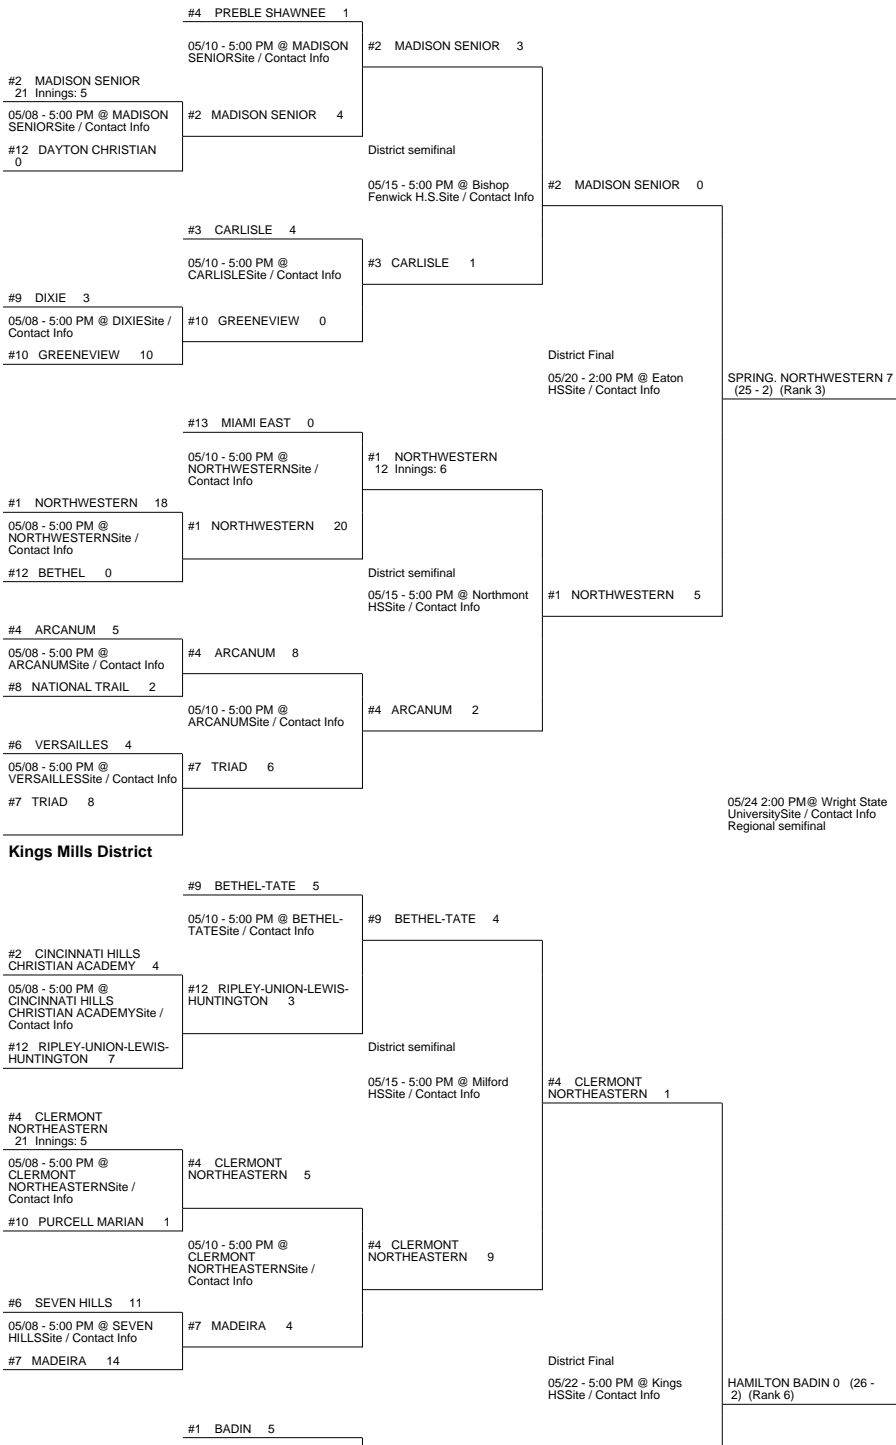 #4 PREBLE SHAWNEE 1
05/10 - 5:00 PM @ MADISON
SENIORSite / Contact Info
#2 MADISON SENIOR 3
#2 MADISON SENIOR
21 Innings: 5
05/08 - 5:00 PM @ MADISON
SENIORSite / Contact Info
#2 MADISON SENIOR 4
#12 DAYTON CHRISTIAN
0
District semifinal
05/15 - 5:00 PM @ Bishop
Fenwick H.S.Site / Contact Info
#2 MADISON SENIOR 0
#3 CARLISLE 4
05/10 - 5:00 PM @
CARLISLESite / Contact Info
#3 CARLISLE 1
#9 DIXIE 3
05/08 - 5:00 PM @ DIXIESite /
Contact Info
#10 GREENEVIEW 0
#10 GREENEVIEW 10
District Final
05/20 - 2:00 PM @ Eaton
HSSite / Contact Info
SPRING. NORTHWESTERN 7
(25 - 2) (Rank 3)
#13 MIAMI EAST 0
05/10 - 5:00 PM @
NORTHWESTERNSite /
Contact Info
#1 NORTHWESTERN
12 Innings: 6
#1 NORTHWESTERN 18
05/08 - 5:00 PM @
NORTHWESTERNSite /
Contact Info
#1 NORTHWESTERN 20
#12 BETHEL 0
District semifinal
05/15 - 5:00 PM @ Northmont
HSSite / Contact Info
#1 NORTHWESTERN 5
#4 ARCANUM 5
05/08 - 5:00 PM @
ARCANUMSite / Contact Info
#4 ARCANUM 8
#8 NATIONAL TRAIL 2
05/10 - 5:00 PM @
ARCANUMSite / Contact Info
#4 ARCANUM 2
#6 VERSAILLES 4
05/08 - 5:00 PM @
VERSAILLESSite / Contact Info
#7 TRIAD 6
#7 TRIAD 8
05/24 2:00 PM@ Wright State
UniversitySite / Contact Info
Regional semifinal
Kings Mills District
#9 BETHEL-TATE 5
05/10 - 5:00 PM @ BETHEL-
TATESite / Contact Info
#9 BETHEL-TATE 4
#2 CINCINNATI HILLS
CHRISTIAN ACADEMY 4
05/08 - 5:00 PM @
CINCINNATI HILLS
CHRISTIAN ACADEMYSite /
Contact Info
#12 RIPLEY-UNION-LEWIS-
HUNTINGTON 3
#12 RIPLEY-UNION-LEWIS-
HUNTINGTON 7
District semifinal
05/15 - 5:00 PM @ Milford
HSSite / Contact Info
#4 CLERMONT
NORTHEASTERN 1
#4 CLERMONT
NORTHEASTERN
21 Innings: 5
05/08 - 5:00 PM @
CLERMONT
NORTHEASTERNSite /
Contact Info
#4 CLERMONT
NORTHEASTERN 5
#10 PURCELL MARIAN 1
05/10 - 5:00 PM @
CLERMONT
NORTHEASTERNSite /
Contact Info
#4 CLERMONT
NORTHEASTERN 9
#6 SEVEN HILLS 11
05/08 - 5:00 PM @ SEVEN
HILLSSite / Contact Info
#7 MADEIRA 4
#7 MADEIRA 14
District Final
05/22 - 5:00 PM @ Kings
HSSite / Contact Info
HAMILTON BADIN 0 (26 -
2) (Rank 6)
#1 BADIN 5